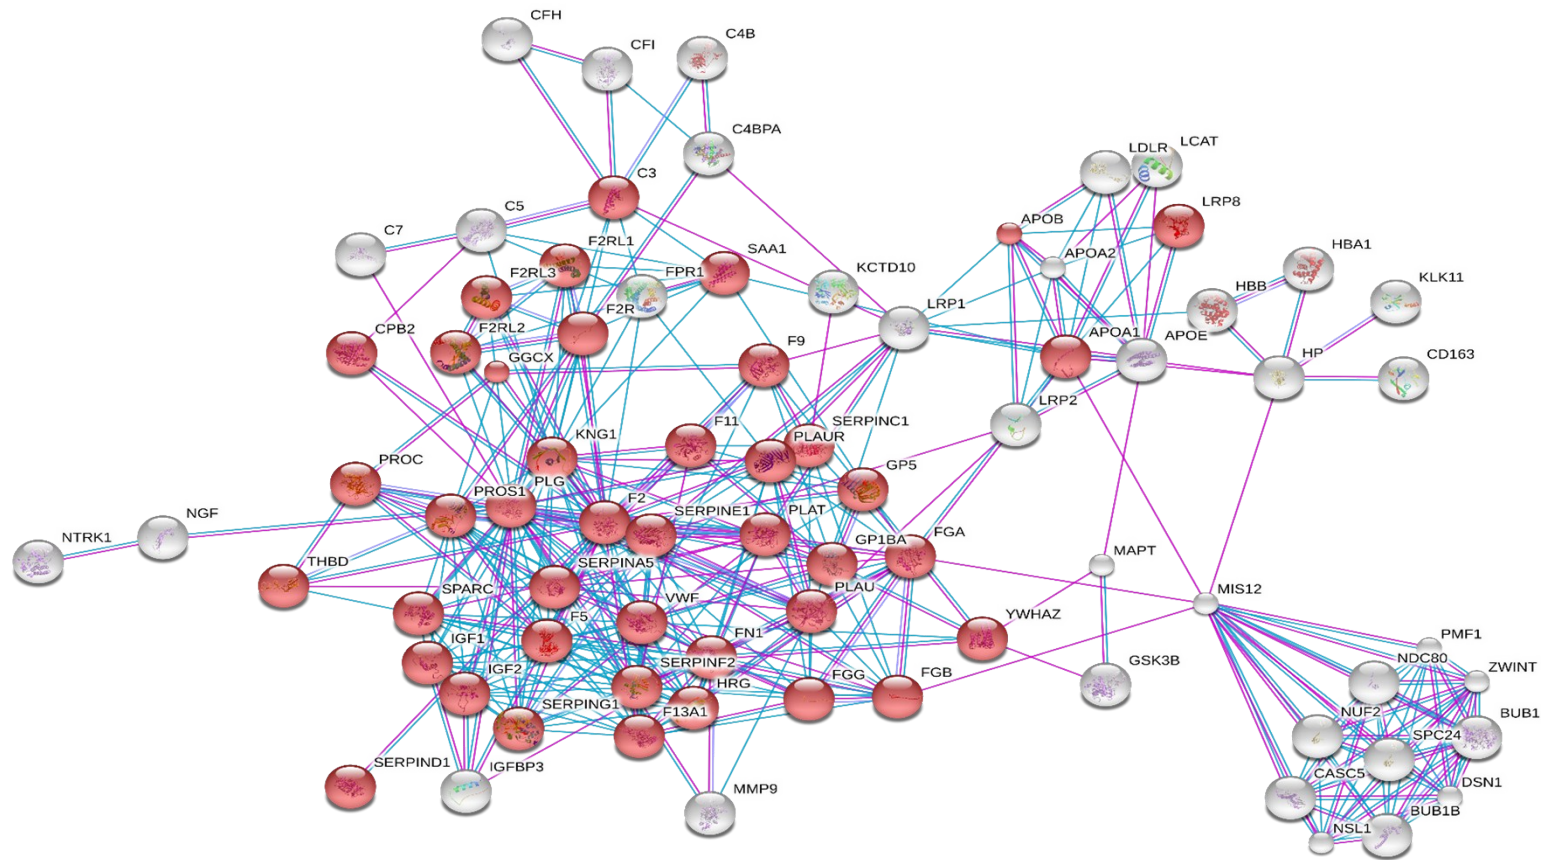 CFH
CFI
C4B
C4BPA
C3
C5
C7
LDLR
LCAT
LRP8
APOB
APOA2
HBA1
HBB
KLK11
F2RL1
SAA1
F2RL3
FPR1
KCTD10
LRP1
F2R
F2RL2
CPB2
GGCX
F9
APOA1
APOE
HP
CD163
LRP2
F11
SERPINC1
PLAUR
KNG1
PROC
PLG
GP5
PROS1
F2
SERPINE1
PLAT
NGF
NTRK1
GP1BA
FGA
THBD
SERPINA5
MAPT
SPARC
VWF
PLAU
MIS12
F5
YWHAZ
IGF1
FN1
PMF1
NDC80
ZWINT
SERPINF2
IGF2
HRG
FGG
FGB
GSK3B
SERPING1
F13A1
NUF2
BUB1
SPC24
SERPIND1
IGFBP3
CASC5
DSN1
MMP9
BUB1B
NSL1